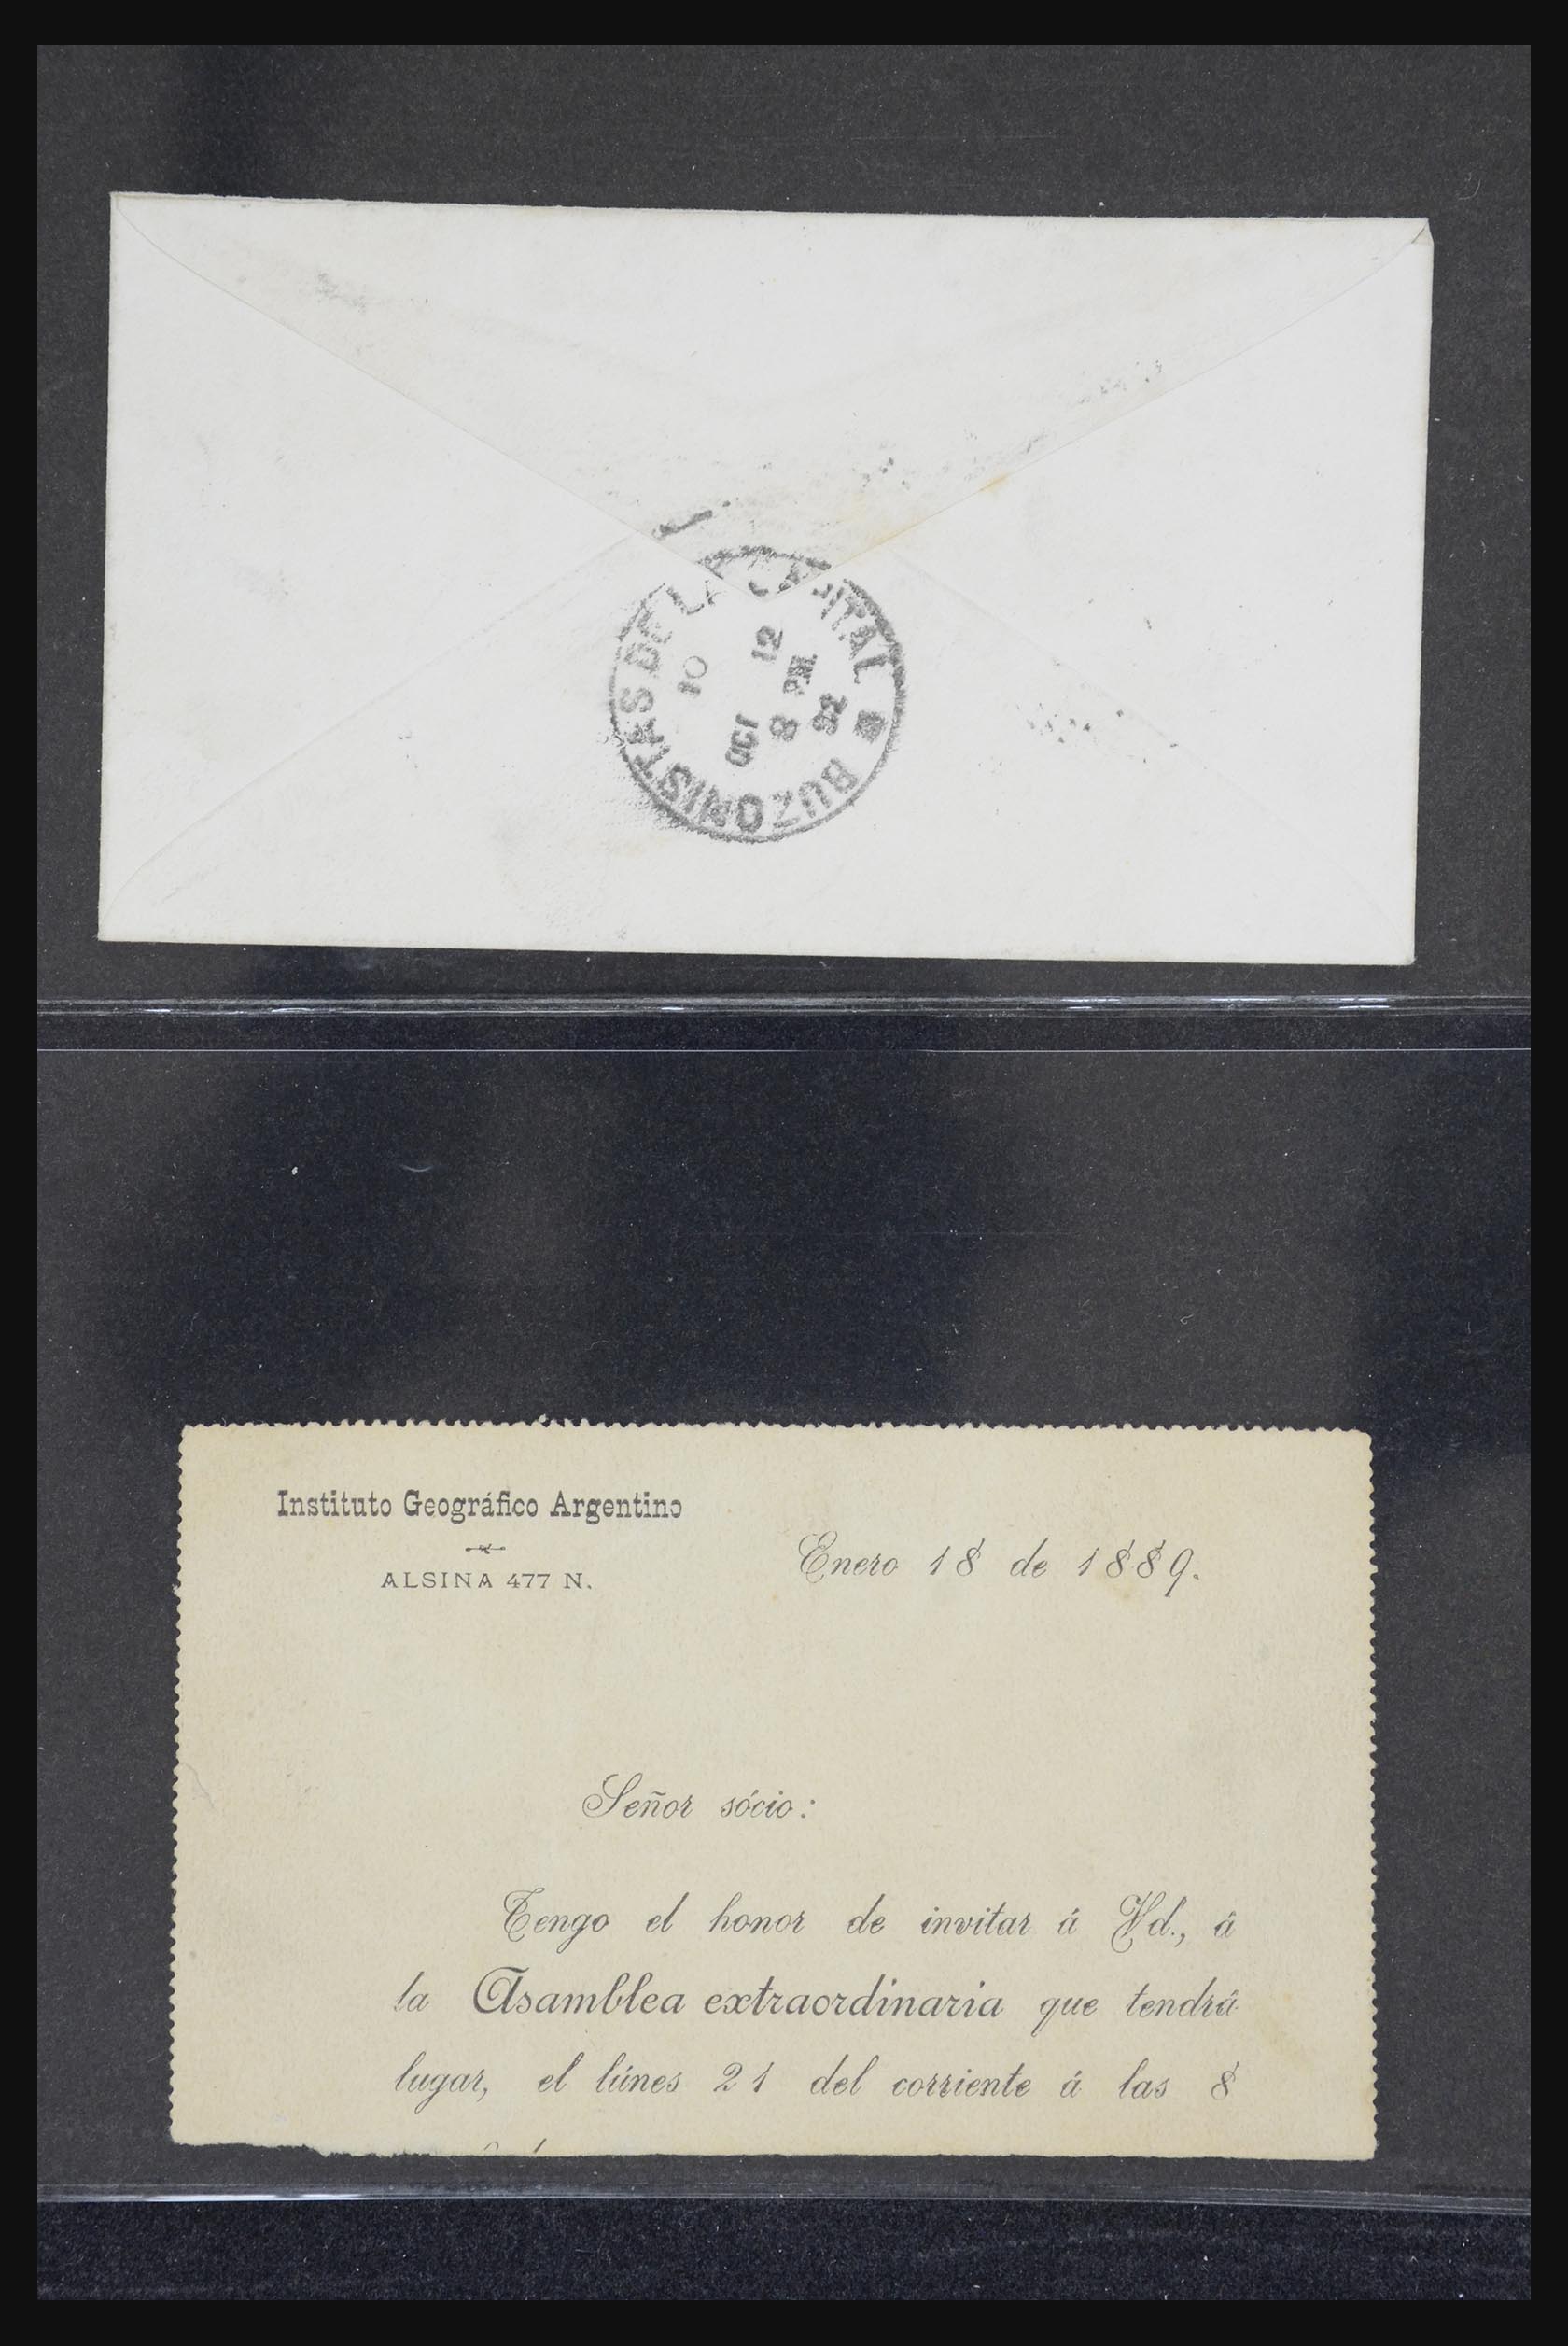 BUZONISTAS DE LA CAPITAL
10
12
PM.
OCT
8
92
Instituto Geográfico Argentino
ALSINA 477 N.
Enero 18 de 1889.
Señor sócio:
Tengo el honor de invitar á Vd., á
la Asamblea extraordinaria que tendrá
lugar, el lúnes 21 del corriente á las 8